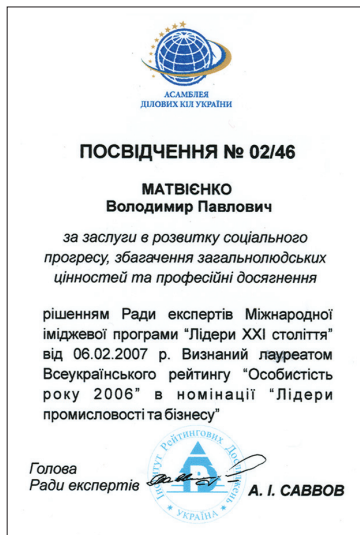 АСАМБЛЕЯ
ДІЛОВИХ КІЛ УКРАЇНИ
ПОСВІДЧЕННЯ № 02/46
МАТВІЄНКО
Володимир Павлович
за заслуги в розвитку соціального
прогресу, збагачення загальнолюдських
цінностей та професійні досягнення
рішенням Ради експертів Міжнародної
іміджевої програми “Лідери XXI століття”
від 06.02.2007 р. Визнаний лауреатом
Всеукраїнського рейтингу “Особистість
року 2006” в номінації “Лідери
промисловості та бізнесу”
Інститут Рейтингових Досліджень
УКРАЇНА
Голова
Ради експертів
А. І. САВВОВ